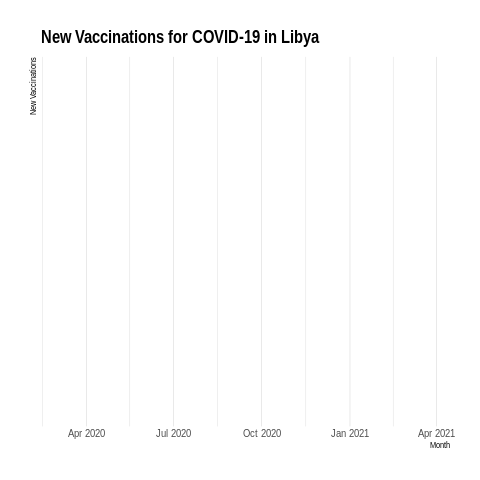 New Vaccinations for COVID-19 in Libya
New Vaccinations
Apr 2020 Jul 2020 Oct 2020 Jan 2021 Apr 2021
Month